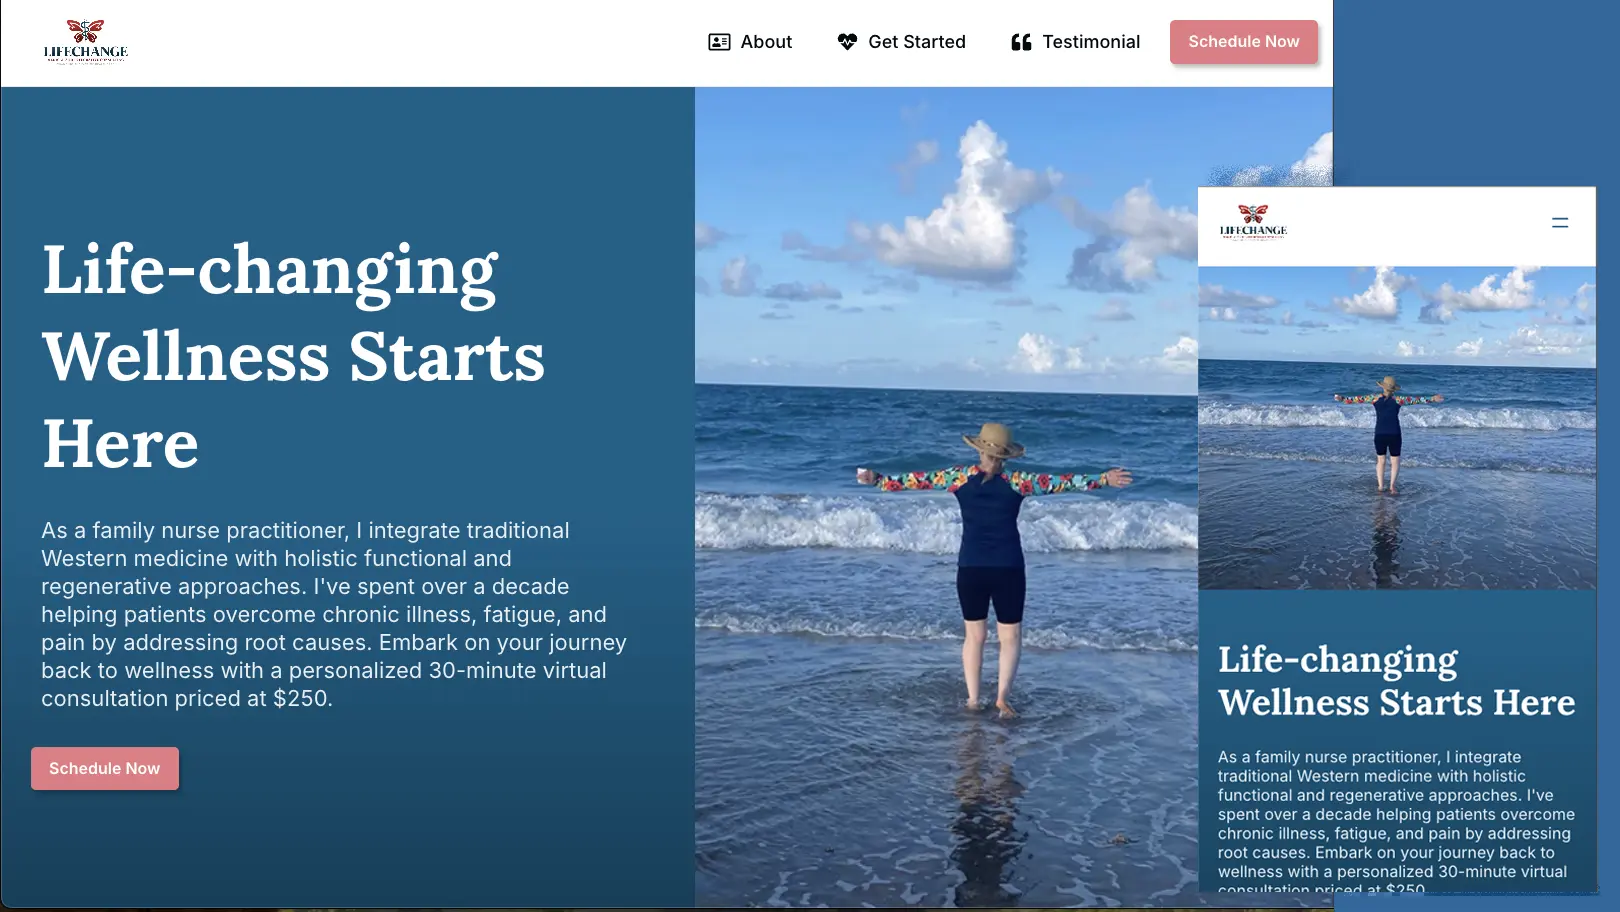 LIFECHANGE
About
Get Started
Testimonial
Schedule Now
Life-changing
Wellness Starts
Here
As a family nurse practitioner, I integrate traditional
Western medicine with holistic functional and
regenerative approaches. I've spent over a decade
helping patients overcome chronic illness, fatigue, and
pain by addressing root causes. Embark on your journey
back to wellness with a personalized 30-minute virtual
consultation priced at $250.
Schedule Now
LIFECHANGE
Life-changing
Wellness Starts Here
As a family nurse practitioner, I integrate
traditional Western medicine with holistic
functional and regenerative approaches. I've
spent over a decade helping patients overcome
chronic illness, fatigue, and pain by addressing
root causes. Embark on your journey back to
wellness with a personalized 30-minute virtual
consultation priced at $250.